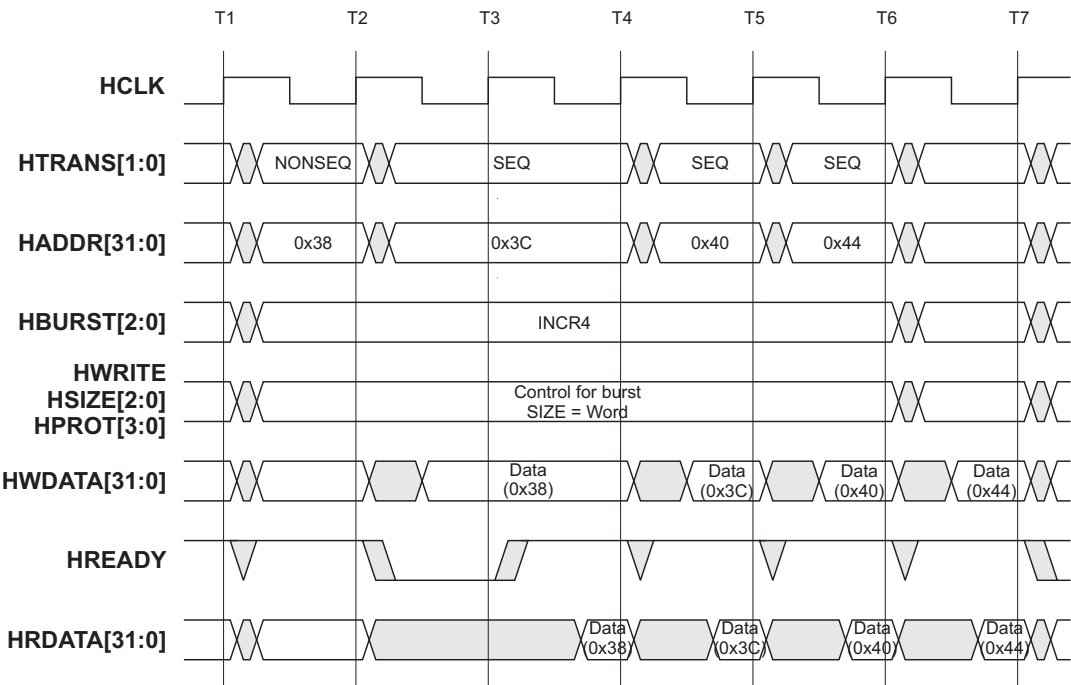 T1 T2 T3 T4 T5 T6 T7
HCLK
HTRANS[1:0] NONSEQ SEQ SEQ SEQ
HADDR[31:0] 0x38 0x3C 0x40 0x44
HBURST[2:0] INCR4
HWRITE
HSIZE[2:0]
HPROT[3:0]
Control for burst
SIZE = Word
HWDATA[31:0]
Data Data Data Data
(0x38) (0x3C) (0x40) (0x44)
HREADY
HRDATA[31:0]
Data Data Data Data
(0x38) (0x3C) (0x40) (0x44)